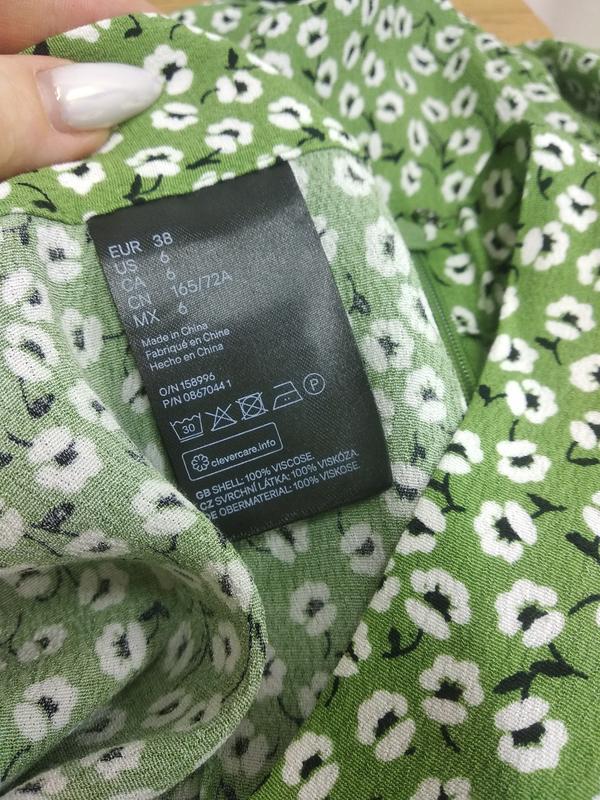 EUR 38
US 6
CA 6
CN 165/72A
MX 6
Made in China
Fabriqué en Chine
Hecho en China
O/N 158996
P/N 08670441
30 P
clevercare.info
GB SHELL: 100% VISCOSE.
CZ SVRCHNÍ LÁTKA: 100% VISKÓZA.
DE OBERMATERIAL: 100% VISKOSE.